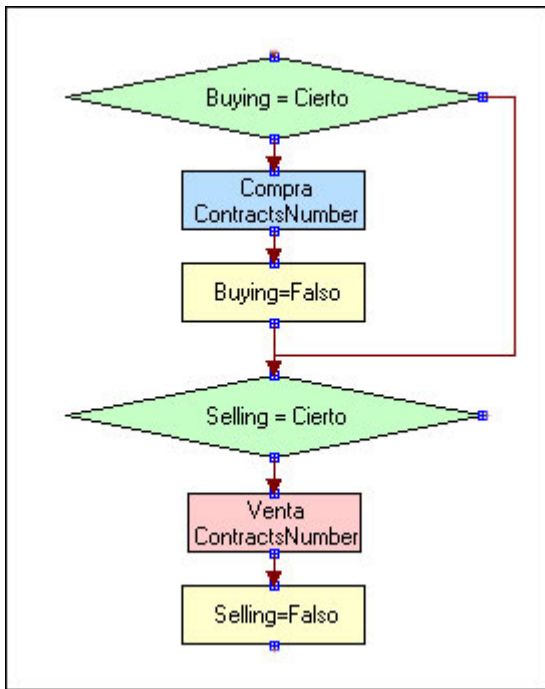 Buying = Cierto
Compra
ContractsNumber
Buying=Falso
Selling = Cierto
Venta
ContractsNumber
Selling=Falso